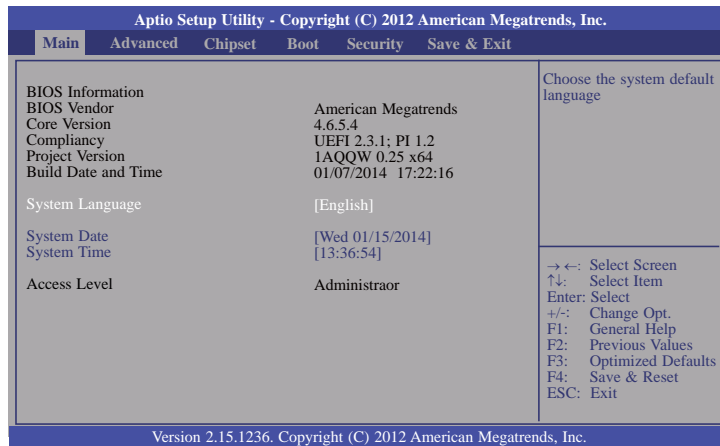 Aptio Setup Utility - Copyright (C) 2012 American Megatrends, Inc.
Main Advanced Chipset Boot Security Save & Exit
BIOS Information
BIOS Vendor American Megatrends
Core Version 4.6.5.4
Compliancy UEFI 2.3.1; PI 1.2
Project Version 1AQQW 0.25 x64
Build Date and Time 01/07/2014 17:22:16
System Language [English]
System Date [Wed 01/15/2014]
System Time [13:36:54]
Access Level Administraor
Choose the system default
language
→←: Select Screen
↑↓: Select Item
Enter: Select
+/-: Change Opt.
F1: General Help
F2: Previous Values
F3: Optimized Defaults
F4: Save & Reset
ESC: Exit
Version 2.15.1236. Copyright (C) 2012 American Megatrends, Inc.